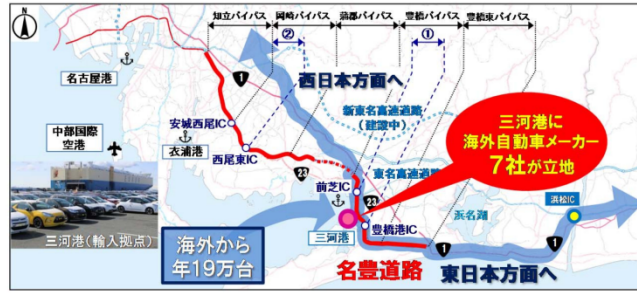 N
知立バイパス
岡崎バイパス
蒲郡バイパス
豊橋バイパス
豊橋東バイパス
②
①
名古屋港
1
西日本方面へ
新東名高速道路
(建設中)
三河港に
海外自動車メーカー
7社が立地
安城西尾IC
中部国際
空港
衣浦港
西尾東IC
23
東名高速道路
前芝IC
23
浜松IC
浜名湖
三河港(輸入拠点)
海外から
年19万台
三河港
豊橋港IC
1
1
名豊道路
東日本方面へ